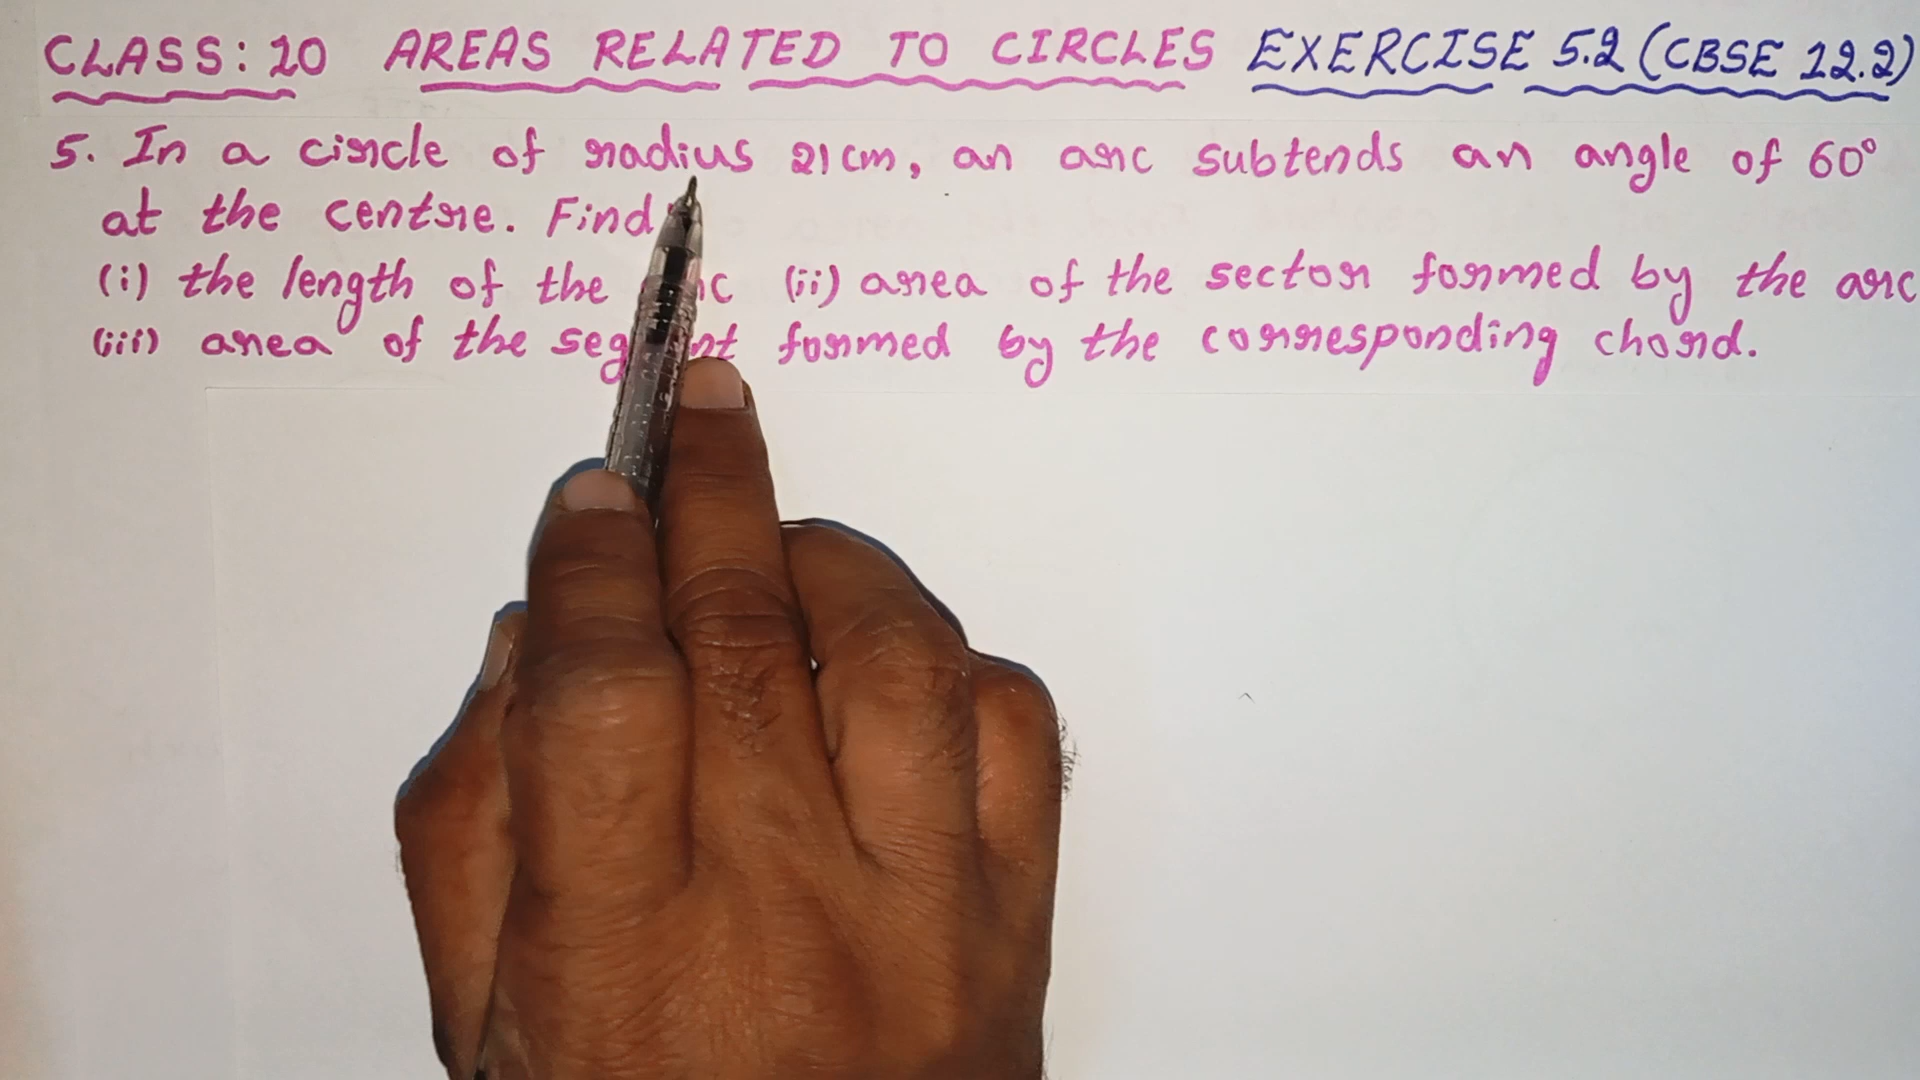 CLASS: 10 AREAS RELATED TO CIRCLES EXERCISE 5.2 (CBSE 12.2)
5. In a circle of radius 21cm, an arc subtends an angle of 60°
at the centre. Find
(i) the length of the (ii) area of the sector formed by the arc
(iii) area of the formed by the corresponding chord.